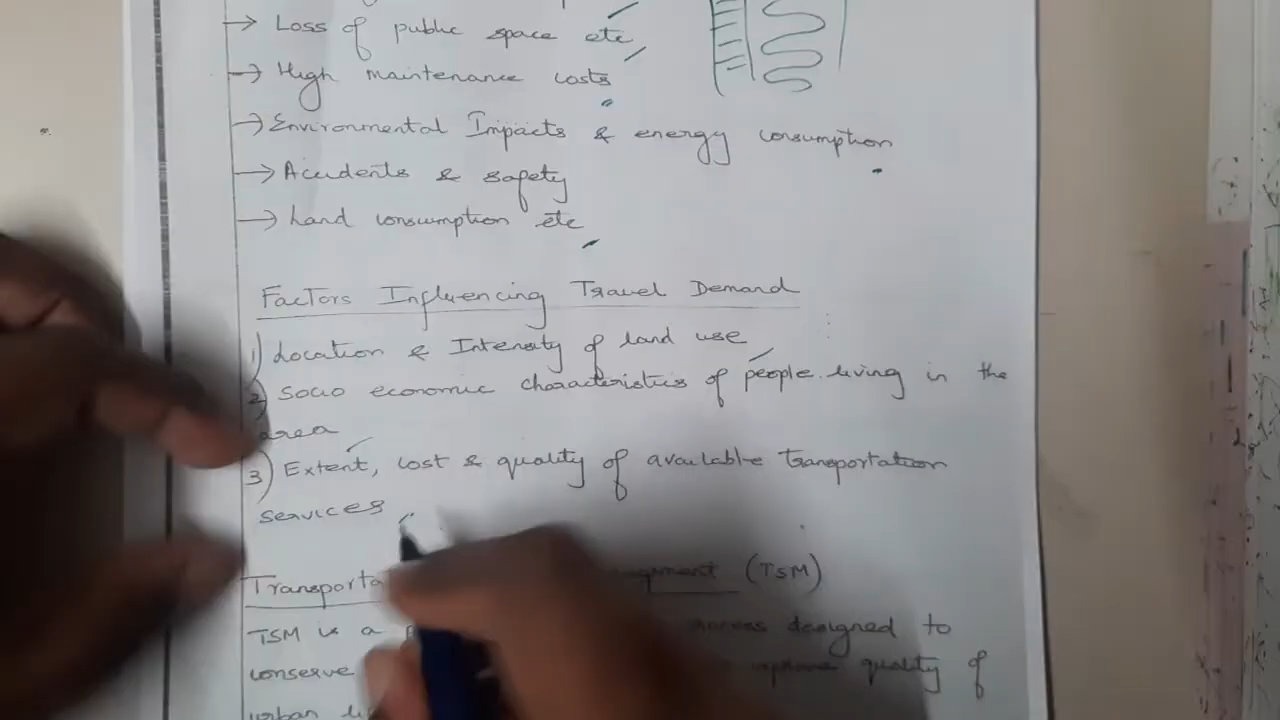 → Loss of public space etc
→ High maintenance costs
→ Environmental Impacts & energy consumption
→ Accidents & safety
→ Land consumption etc
Factors Influencing Travel Demand
1) Location & Intensity of land use
2) Socio economic characteristics of people living in the
area
3) Extent, cost & quality of available transportation
services
(TSM)
TSM is a designed to
conserve quality of
urban